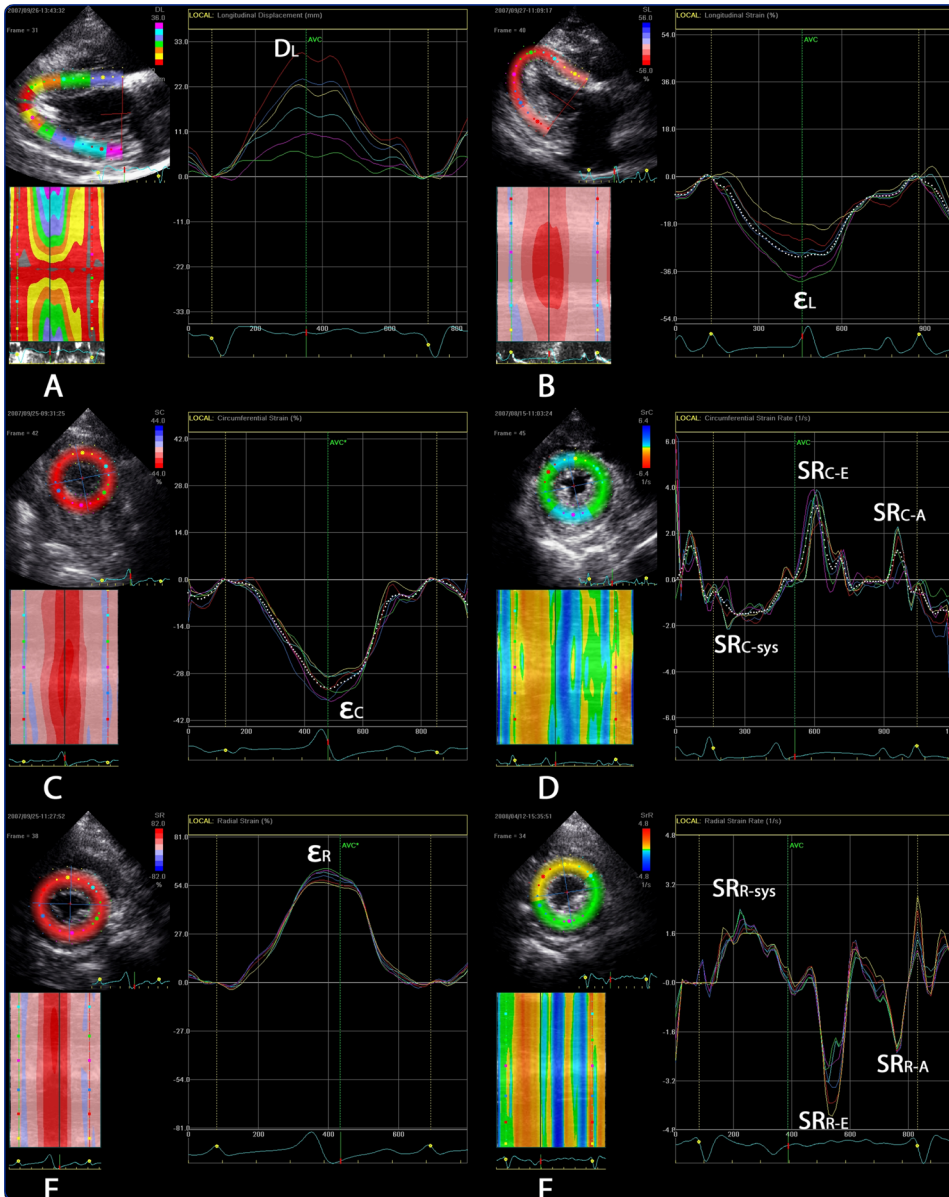 2007/09/26-13:43:32
Frame = 31
DL
36.0
LOCAL: Longitudinal Displacement (mm)
AVC
DL
33.0
22.0
11.0
0.0
-11.0
-22.0
-33.0
200 400 600
A
2007/09/27-11:09:17
Frame = 40
SL
56.0
-56.0
%
LOCAL: Longitudinal Strain (%)
AVC
54.0
36.0
18.0
0.0
-18.0
-36.0
-54.0
εL
0 300 600 900
B
2007/09/25-09:31:25
Frame = 42
SC
44.0
-44.0
%
LOCAL: Circumferential Strain (%)
AVC*
42.0
28.0
14.0
0.0
-14.0
-28.0
-42.0
εC
0 200 400 600 800
C
Frame = 45
SrC
6.4
-6.4
1/s
LOCAL: Circumferential Strain Rate (1/s)
AVC
6.0
4.0
2.0
0.0
-2.0
-4.0
-6.0
SRC-E
SRC-A
SRC-sys
0 200 400 600 800
D
2007/09/25-11:27:52
Frame = 38
SR
82.0
-82.0
%
LOCAL: Radial Strain (%)
AVC*
81.0
54.0
27.0
0.0
-27.0
-54.0
-81.0
εR
0 200 400 600
E
2008/04/12-15:35:51
Frame = 34
SrR
4.8
-4.8
1/s
LOCAL: Radial Strain Rate (1/s)
AVC
4.8
3.2
1.6
0.0
-1.6
-3.2
-4.8
SRR-sys
SRR-A
SRR-E
0 200 400 600 800
F